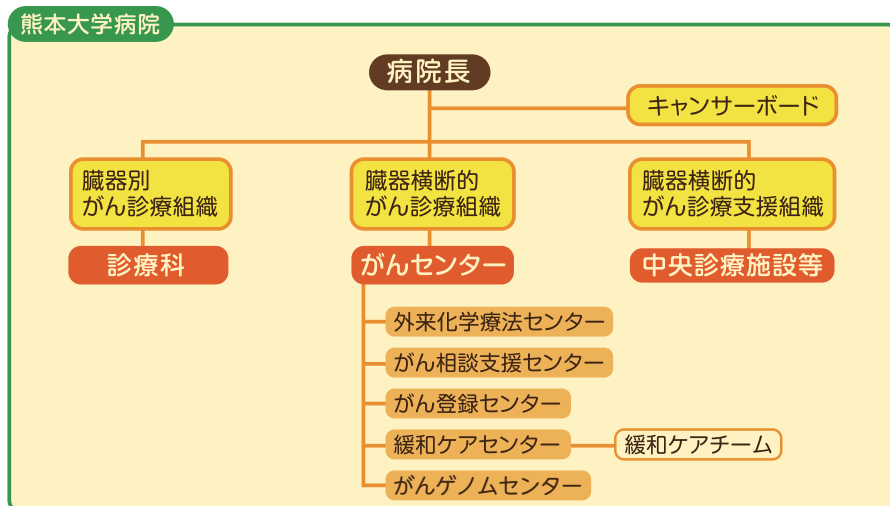 熊本大学病院
病院長
キャンサーボード
臓器別
がん診療組織
臓器横断的
がん診療組織
臓器横断的
がん診療支援組織
診療科
がんセンター
中央診療施設等
外来化学療法センター
がん相談支援センター
がん登録センター
緩和ケアセンター
緩和ケアチーム
がんゲノムセンター